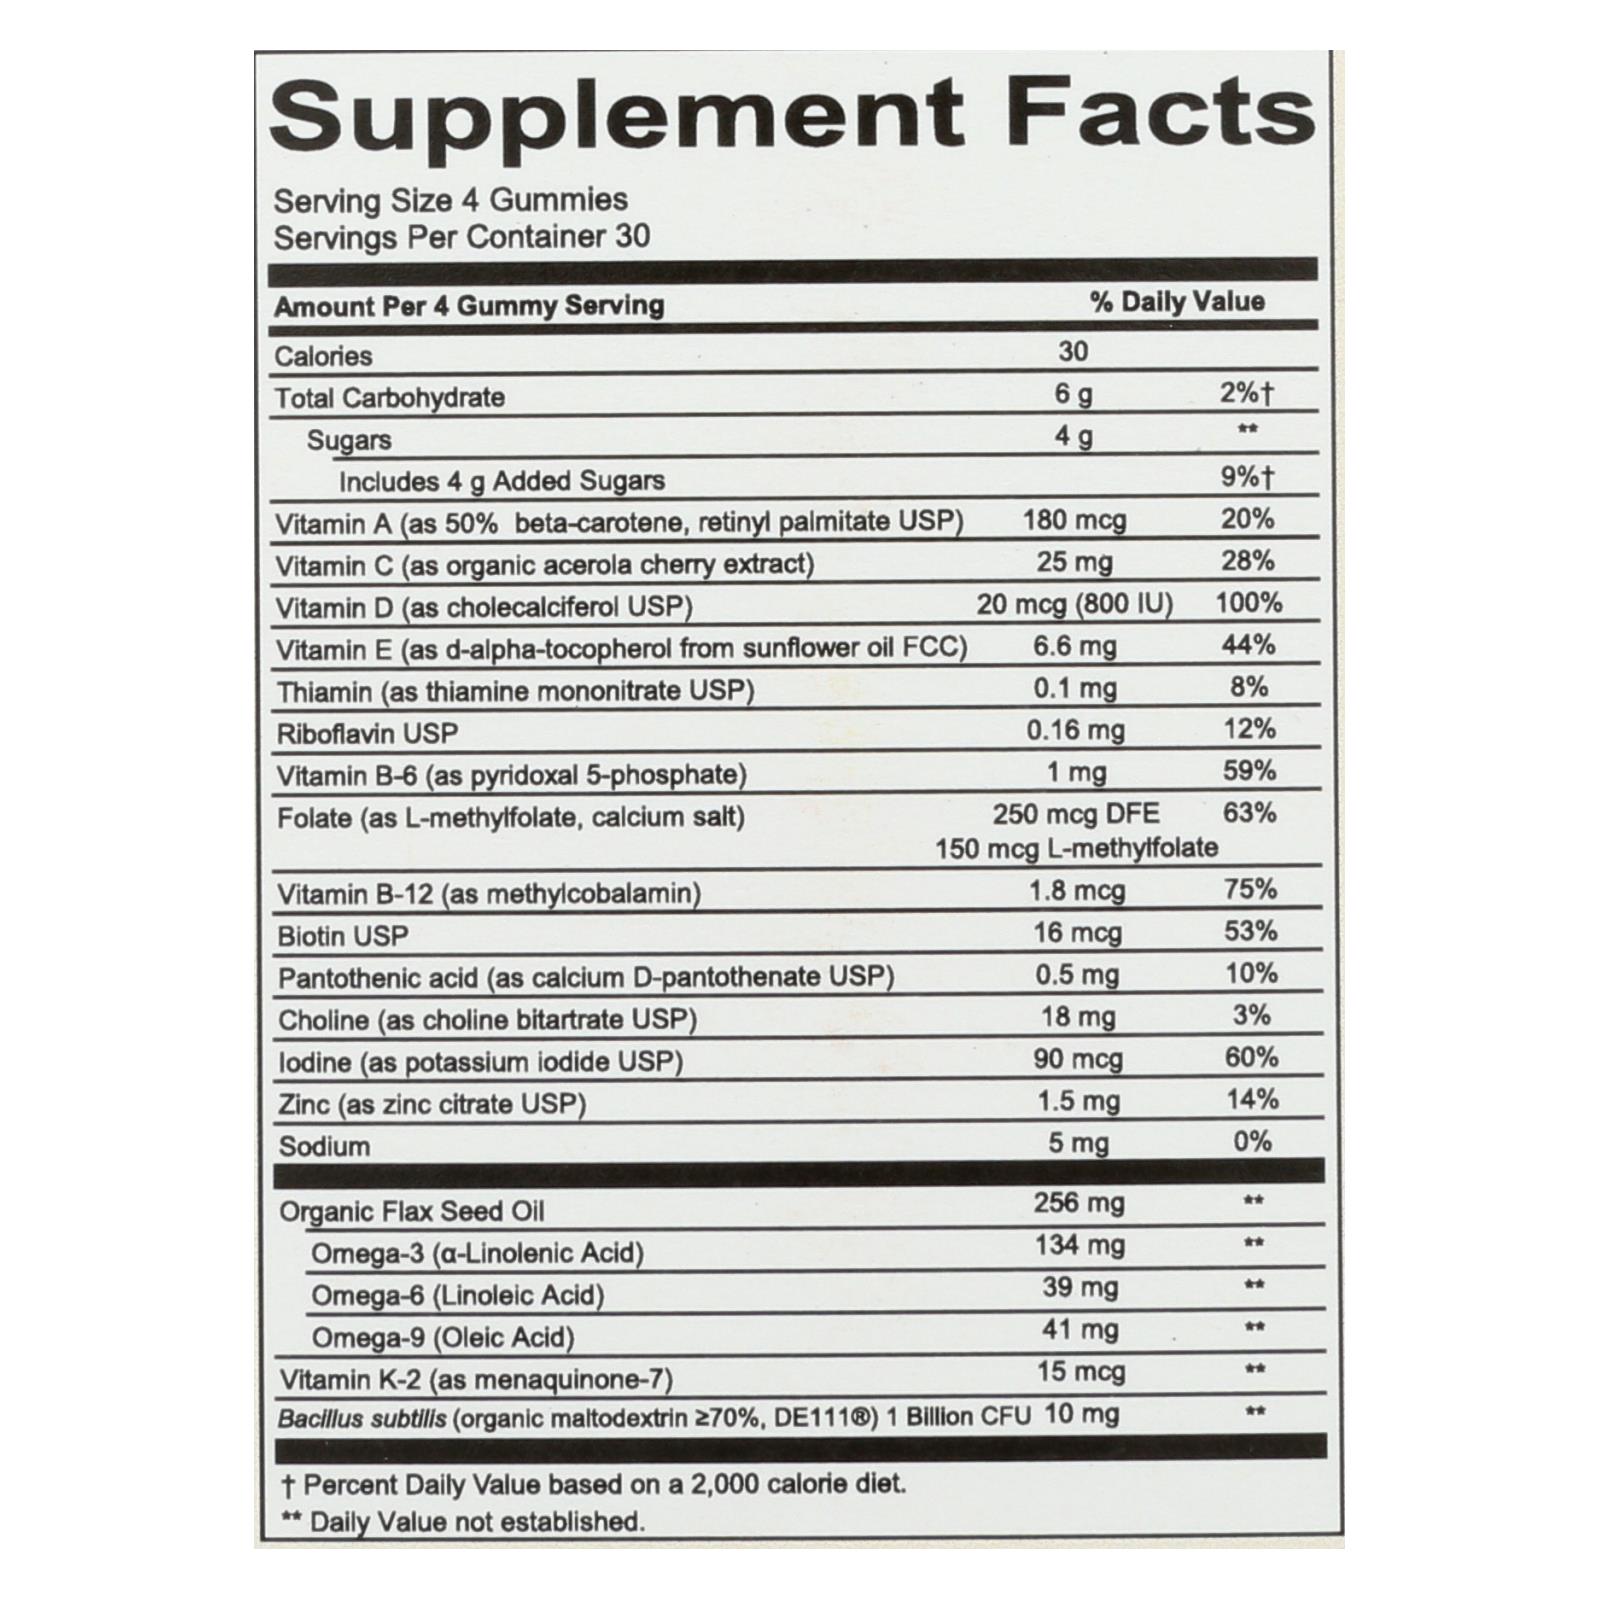 Supplement Facts
Serving Size 4 Gummies
Servings Per Container 30
Amount Per 4 Gummy Serving % Daily Value
Calories 30
Total Carbohydrate 6 g 2%†
Sugars 4 g **
Includes 4 g Added Sugars 9%†
Vitamin A (as 50% beta-carotene, retinyl palmitate USP) 180 mcg 20%
Vitamin C (as organic acerola cherry extract) 25 mg 28%
Vitamin D (as cholecalciferol USP) 20 mcg (800 IU) 100%
Vitamin E (as d-alpha-tocopherol from sunflower oil FCC) 6.6 mg 44%
Thiamin (as thiamine mononitrate USP) 0.1 mg 8%
Riboflavin USP 0.16 mg 12%
Vitamin B-6 (as pyridoxal 5-phosphate) 1 mg 59%
Folate (as L-methylfolate, calcium salt) 250 mcg DFE 63%
150 mcg L-methylfolate
Vitamin B-12 (as methylcobalamin) 1.8 mcg 75%
Biotin USP 16 mcg 53%
Pantothenic acid (as calcium D-pantothenate USP) 0.5 mg 10%
Choline (as choline bitartrate USP) 18 mg 3%
Iodine (as potassium iodide USP) 90 mcg 60%
Zinc (as zinc citrate USP) 1.5 mg 14%
Sodium 5 mg 0%
Organic Flax Seed Oil 256 mg **
Omega-3 (α-Linolenic Acid) 134 mg **
Omega-6 (Linoleic Acid) 39 mg **
Omega-9 (Oleic Acid) 41 mg **
Vitamin K-2 (as menaquinone-7) 15 mcg **
Bacillus subtilis (organic maltodextrin ≥70%, DE111®) 1 Billion CFU 10 mg **
† Percent Daily Value based on a 2,000 calorie diet.
** Daily Value not established.